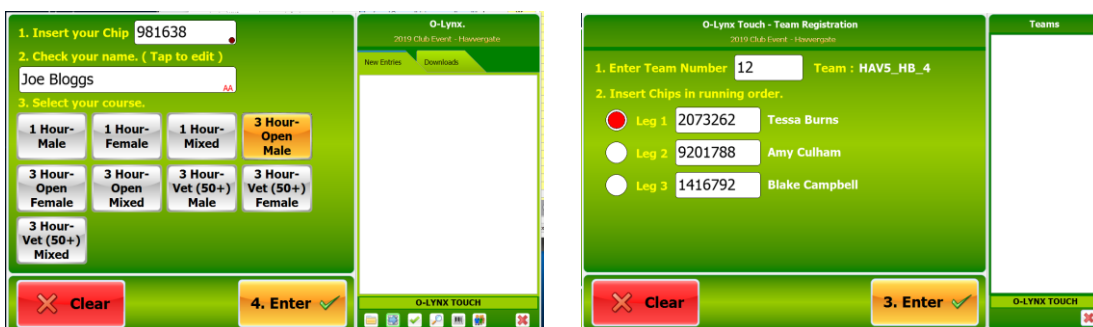 1. Insert your Chip 981638
2. Check your name. ( Tap to edit )
Joe Bloggs
AA
3. Select your course.
1 Hour-
Male
1 Hour-
Female
1 Hour-
Mixed
3 Hour-
Open
Male
3 Hour-
Open
Female
3 Hour-
Open
Mixed
3 Hour-
Vet (50+)
Male
3 Hour-
Vet (50+)
Female
3 Hour-
Vet (50+)
Mixed
Clear
4. Enter
O-Lynx.
2019 Club Event - Havvergate
New Entries Downloads
O-LYNX TOUCH
O-Lynx Touch - Team Registration
2019 Club Event - Havvergate
1. Enter Team Number 12 Team : HAV5_HB_4
2. Insert Chips in running order.
Leg 1 2073262 Tessa Burns
Leg 2 9201788 Amy Culham
Leg 3 1416792 Blake Campbell
Clear
3. Enter
Teams
O-LYNX TOUCH